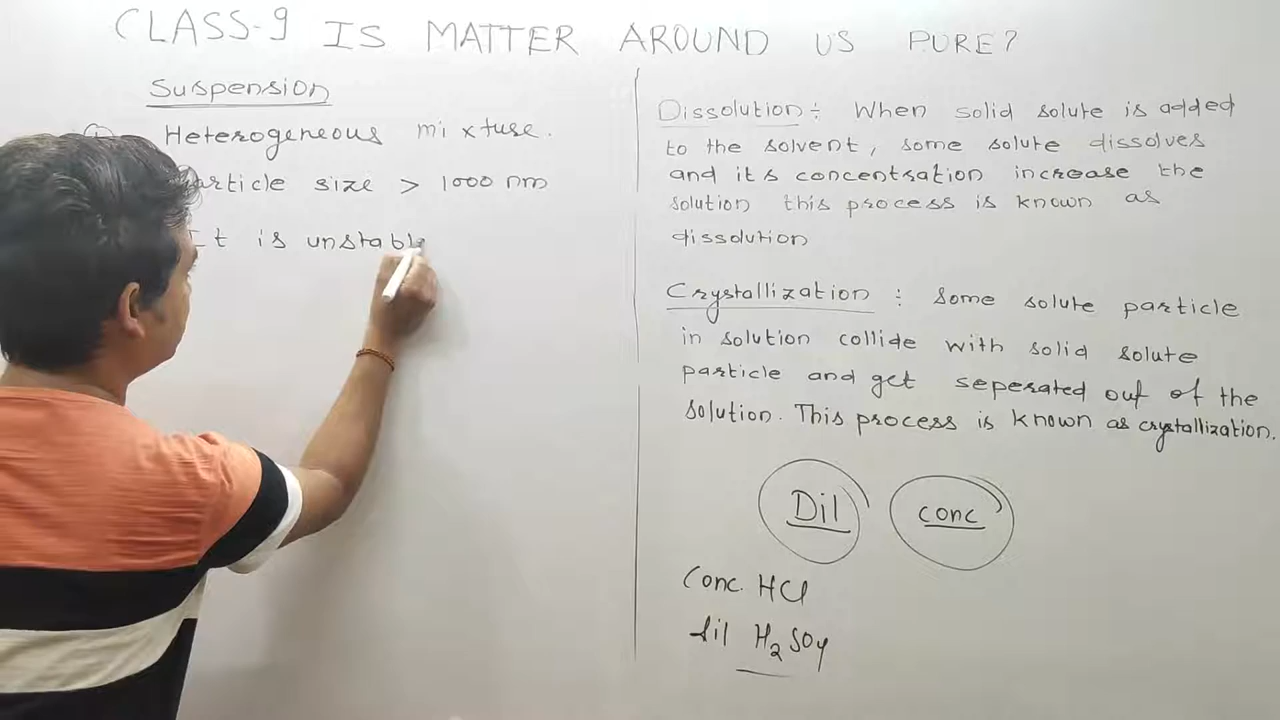 CLASS-9 IS MATTER AROUND US PURE?
Suspension
Heterogeneous mixture.
Particle size > 1000 nm
It is unstable
Dissolution :- When solid solute is added
to the solvent, some solute dissolves
and its concentration increase the
solution this process is known as
dissolution
Crystallization : Some solute particle
in solution collide with solid solute
particle and get seperated out of the
solution. This process is known as crystallization.
Dil conc
Conc. HCl
dil H₂SO₄